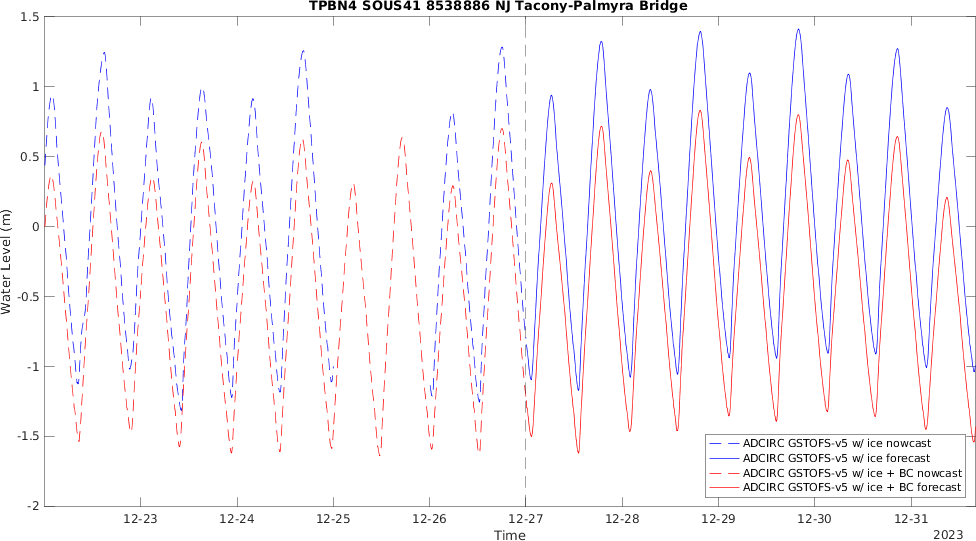 TPBN4 SOUS41 8538886 NJ Tacony-Palmyra Bridge
1.5
1
0.5
0
-0.5
-1
-1.5
-2
Water Level (m)
12-23
12-24
12-25
12-26
12-27
12-28
12-29
12-30
12-31
Time
2023
ADCIRC GSTOFS-v5 w/ ice nowcast
ADCIRC GSTOFS-v5 w/ ice forecast
ADCIRC GSTOFS-v5 w/ ice + BC nowcast
ADCIRC GSTOFS-v5 w/ ice + BC forecast